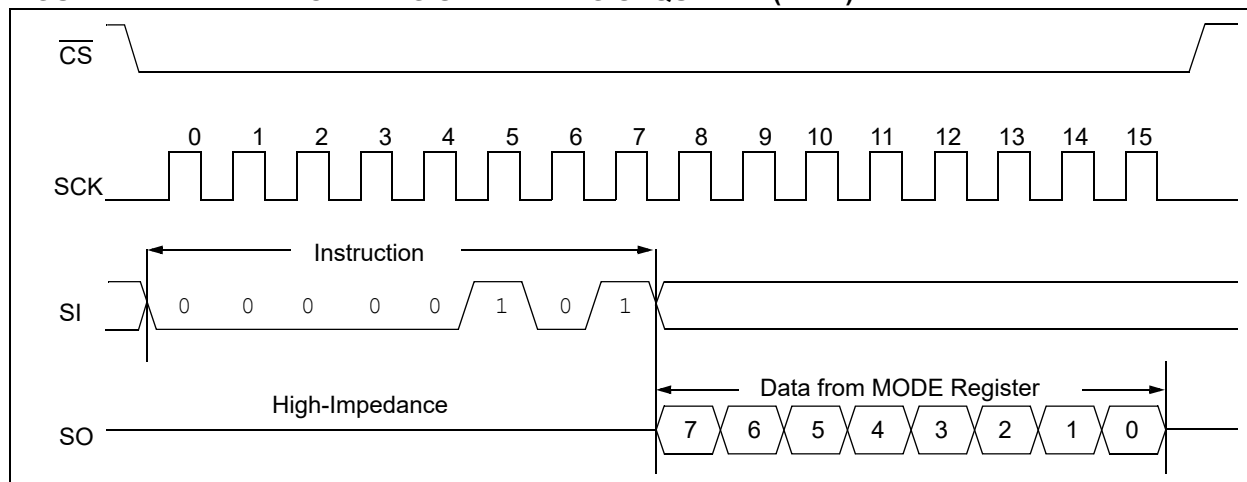 CS
0 1 2 3 4 5 6 7 8 9 10 11 12 13 14 15
SCK
Instruction
SI 0 0 0 0 0 1 0 1
Data from MODE Register
High-Impedance
SO 7 6 5 4 3 2 1 0